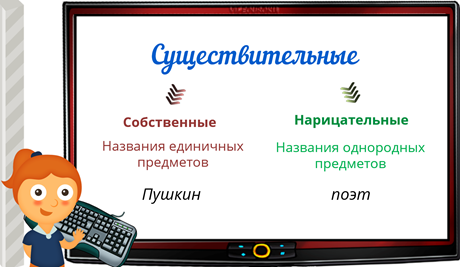 Существительные
Собственные
Нарицательные
Названия единичных
предметов
Названия однородных
предметов
Пушкин
поэт